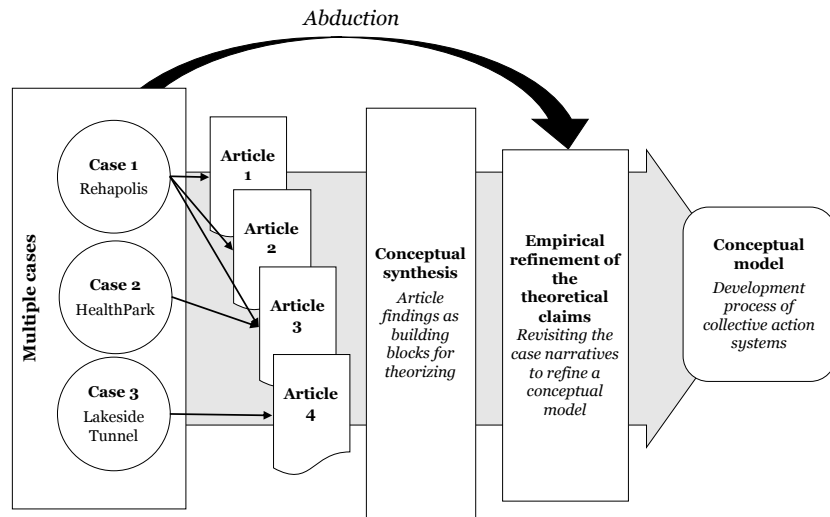 Abduction
Multiple cases
Case 1
Rehapolis
Case 2
HealthPark
Case 3
Lakeside
Tunnel
Article
1
Article
2
Article
3
Article
4
Conceptual
synthesis
Article
findings as
building
blocks for
theorizing
Empirical
refinement of
the
theoretical
claims
Revisiting the
case narratives
to refine a
conceptual
model
Conceptual
model
Development
process of
collective action
systems